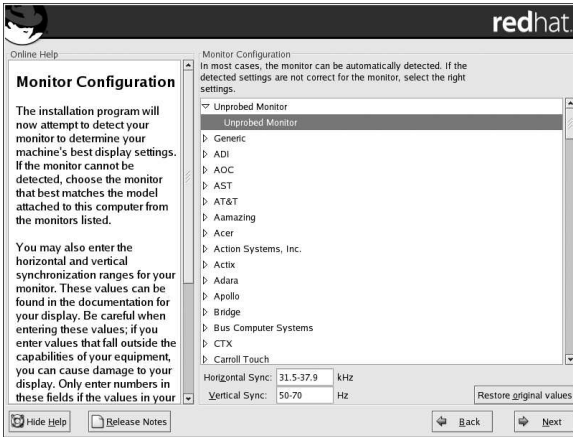 redhat.
Online Help
Monitor Configuration
The installation program will
now attempt to detect your
monitor to determine your
machine's best display settings.
If the monitor cannot be
detected, choose the monitor
that best matches the model
attached to this computer from
the monitors listed.
You may also enter the
horizontal and vertical
synchronization ranges for your
monitor. These values can be
found in the documentation for
your display. Be careful when
entering these values; if you
enter values that fall outside the
capabilities of your equipment,
you can cause damage to your
display. Only enter numbers in
these fields if the values in your
Monitor Configuration
In most cases, the monitor can be automatically detected. If the
detected settings are not correct for the monitor, select the right
settings.
Unprobed Monitor
Unprobed Monitor
Generic
ADI
AOC
AST
AT&T
Aamazing
Acer
Action Systems, Inc.
Actix
Adara
Apollo
Bridge
Bus Computer Systems
CTX
Carroll Touch
Horizontal Sync: 31.5-37.9 kHz
Vertical Sync: 50-70 Hz
Restore original values
Hide Help
Release Notes
Back
Next